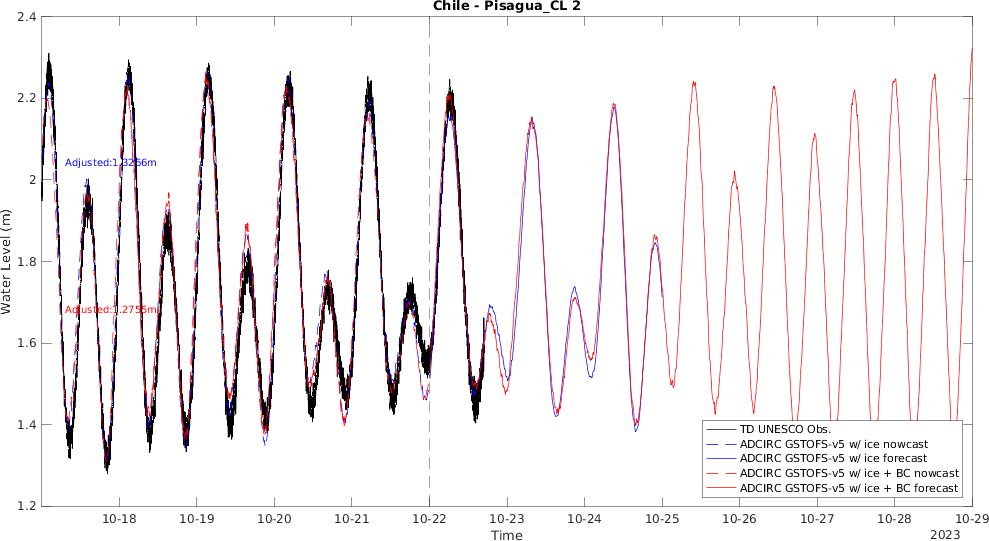 Chile - Pisagua_CL 2
2.4
2.2
2
1.8
1.6
1.4
1.2
Water Level (m)
Adjusted:1.3266m
Adjusted:1.2755m
TD UNESCO Obs.
ADCIRC GSTOFS-v5 w/ ice nowcast
ADCIRC GSTOFS-v5 w/ ice forecast
ADCIRC GSTOFS-v5 w/ ice + BC nowcast
ADCIRC GSTOFS-v5 w/ ice + BC forecast
10-18 10-19 10-20 10-21 10-22 10-23 10-24 10-25 10-26 10-27 10-28 10-29
Time
2023